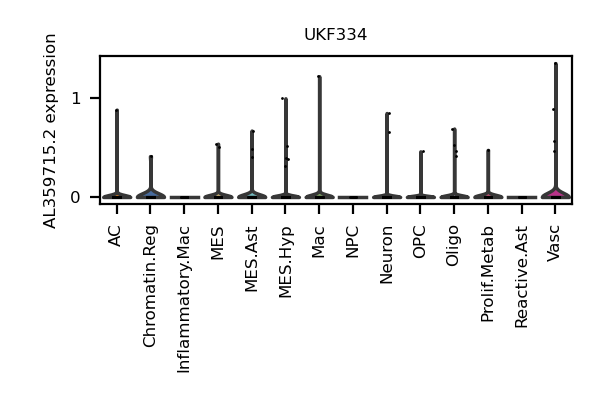 UKF334
AL359715.2 expression
1
0
AC
Chromatin.Reg
Inflammatory.Mac
MES
MES.Ast
MES.Hyp
Mac
NPC
Neuron
OPC
Oligo
Prolif.Metab
Reactive.Ast
Vasc